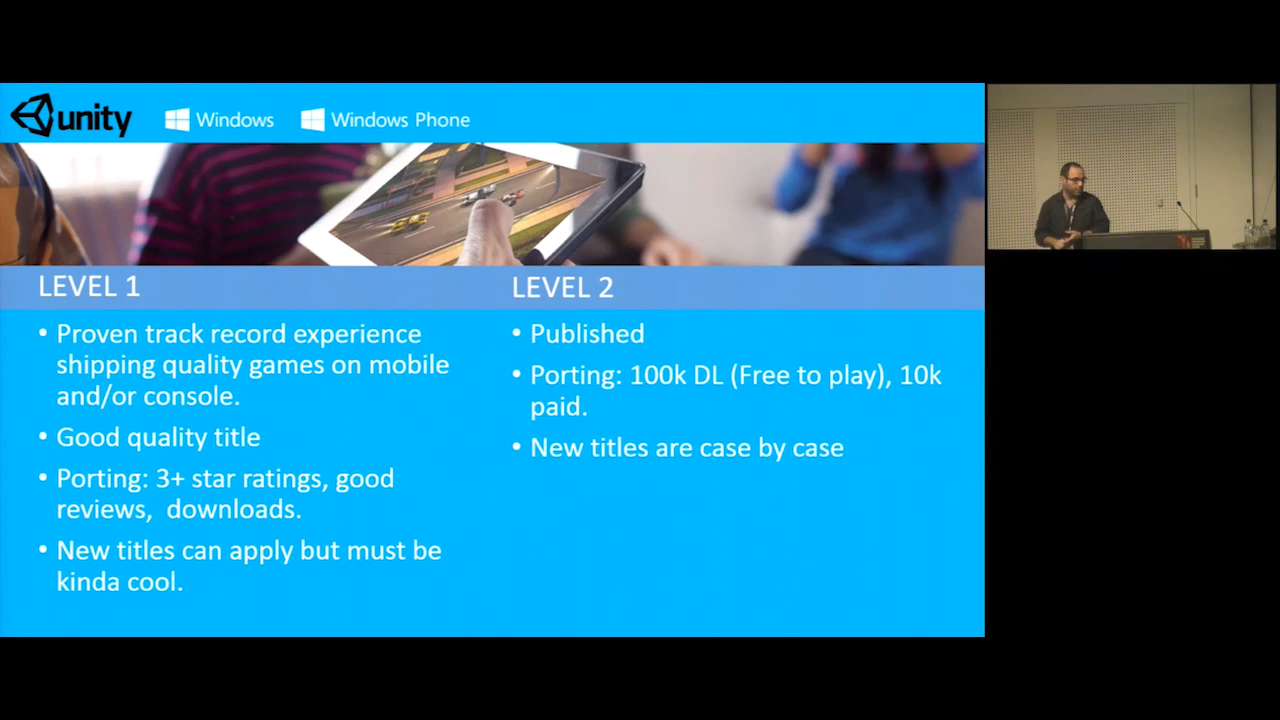 unity
Windows
Windows Phone
LEVEL 1
• Proven track record experience
shipping quality games on mobile
and/or console.
• Good quality title
• Porting: 3+ star ratings, good
reviews, downloads.
• New titles can apply but must be
kinda cool.
LEVEL 2
• Published
• Porting: 100k DL (Free to play), 10k
paid.
• New titles are case by case